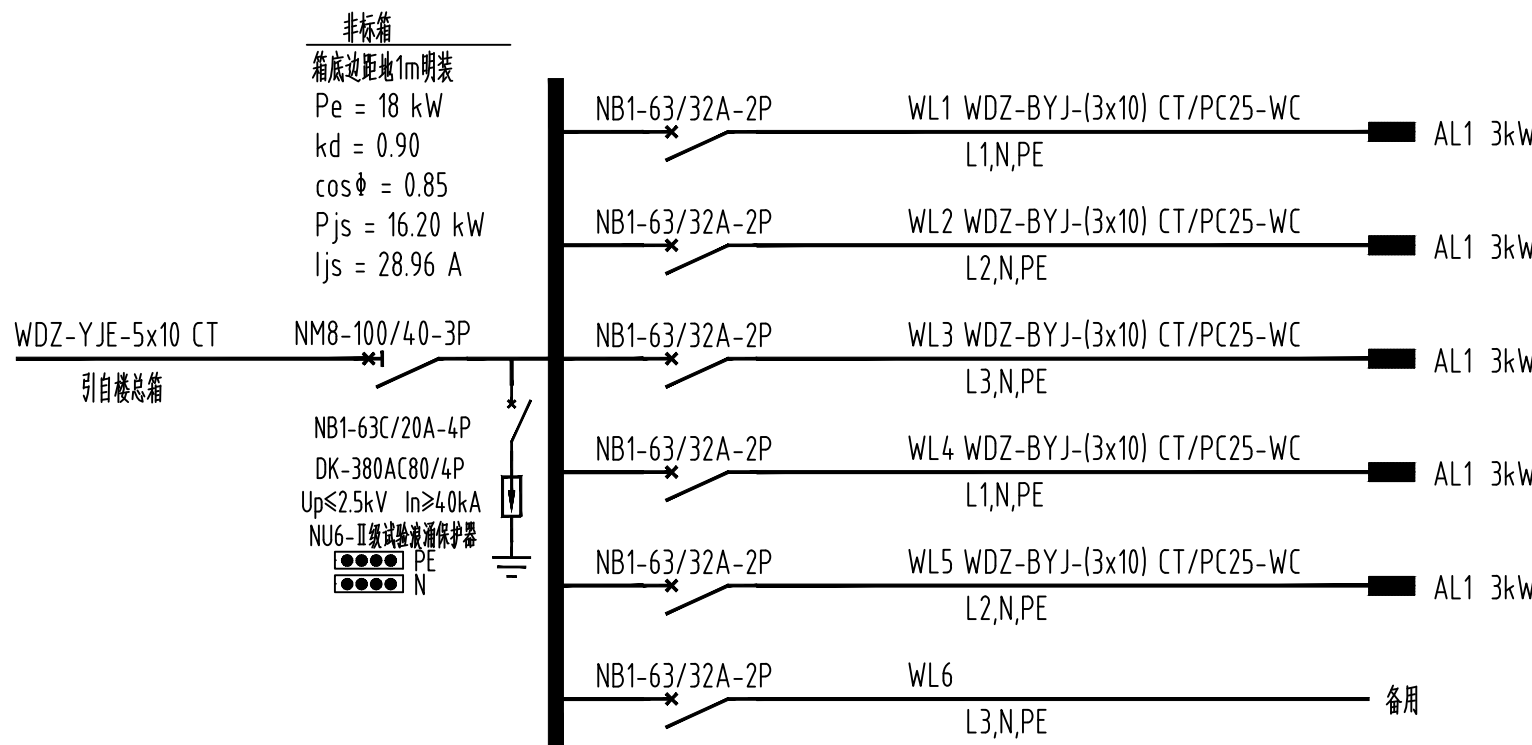 非标箱
箱底边距地1m明装
Pe = 18 kW
kd = 0.90
cosΦ = 0.85
Pjs = 16.20 kW
Ijs = 28.96 A
WDZ-YJE-5x10 CT
引自楼总箱
NM8-100/40-3P
NB1-63C/20A-4P
DK-380AC80/4P
Up≤2.5kV In≥40kA
NU6-Ⅱ级试验浪涌保护器
PE
N
NB1-63/32A-2P WL1 WDZ-BYJ-(3x10) CT/PC25-WC
L1,N,PE
AL1 3kW
NB1-63/32A-2P WL2 WDZ-BYJ-(3x10) CT/PC25-WC
L2,N,PE
AL1 3kW
NB1-63/32A-2P WL3 WDZ-BYJ-(3x10) CT/PC25-WC
L3,N,PE
AL1 3kW
NB1-63/32A-2P WL4 WDZ-BYJ-(3x10) CT/PC25-WC
L1,N,PE
AL1 3kW
NB1-63/32A-2P WL5 WDZ-BYJ-(3x10) CT/PC25-WC
L2,N,PE
AL1 3kW
NB1-63/32A-2P WL6
L3,N,PE
备用